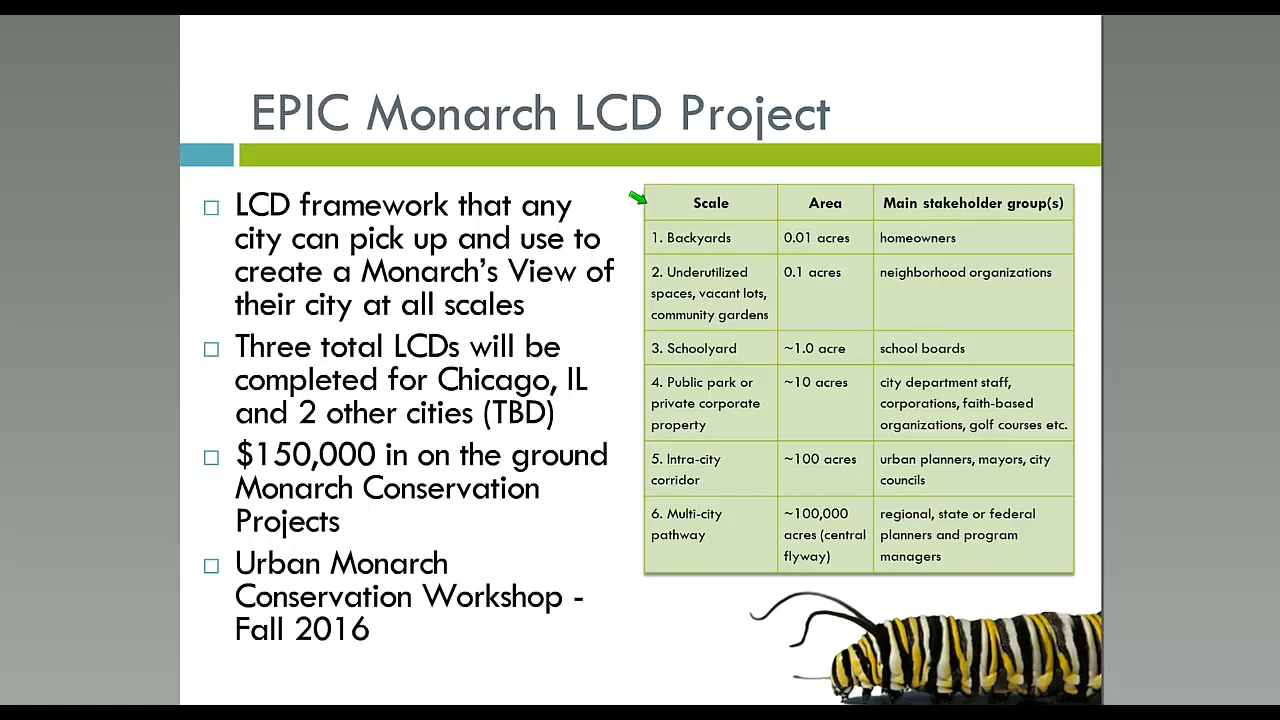 EPIC Monarch LCD Project
LCD framework that any
city can pick up and use to
create a Monarch's View of
their city at all scales
Three total LCDs will be
completed for Chicago, IL
and 2 other cities (TBD)
$150,000 in on the ground
Monarch Conservation
Projects
Urban Monarch
Conservation Workshop -
Fall 2016
Scale Area Main stakeholder group(s)
1. Backyards 0.01 acres homeowners
2. Underutilized 0.1 acres neighborhood organizations
spaces, vacant lots,
community gardens
3. Schoolyard ~1.0 acre school boards
4. Public park or ~10 acres city department staff,
private corporate corporations, faith-based
property organizations, golf courses etc.
5. Intra-city ~100 acres urban planners, mayors, city
corridor councils
6. Multi-city ~100,000 regional, state or federal
pathway acres (central planners and program
flyway) managers